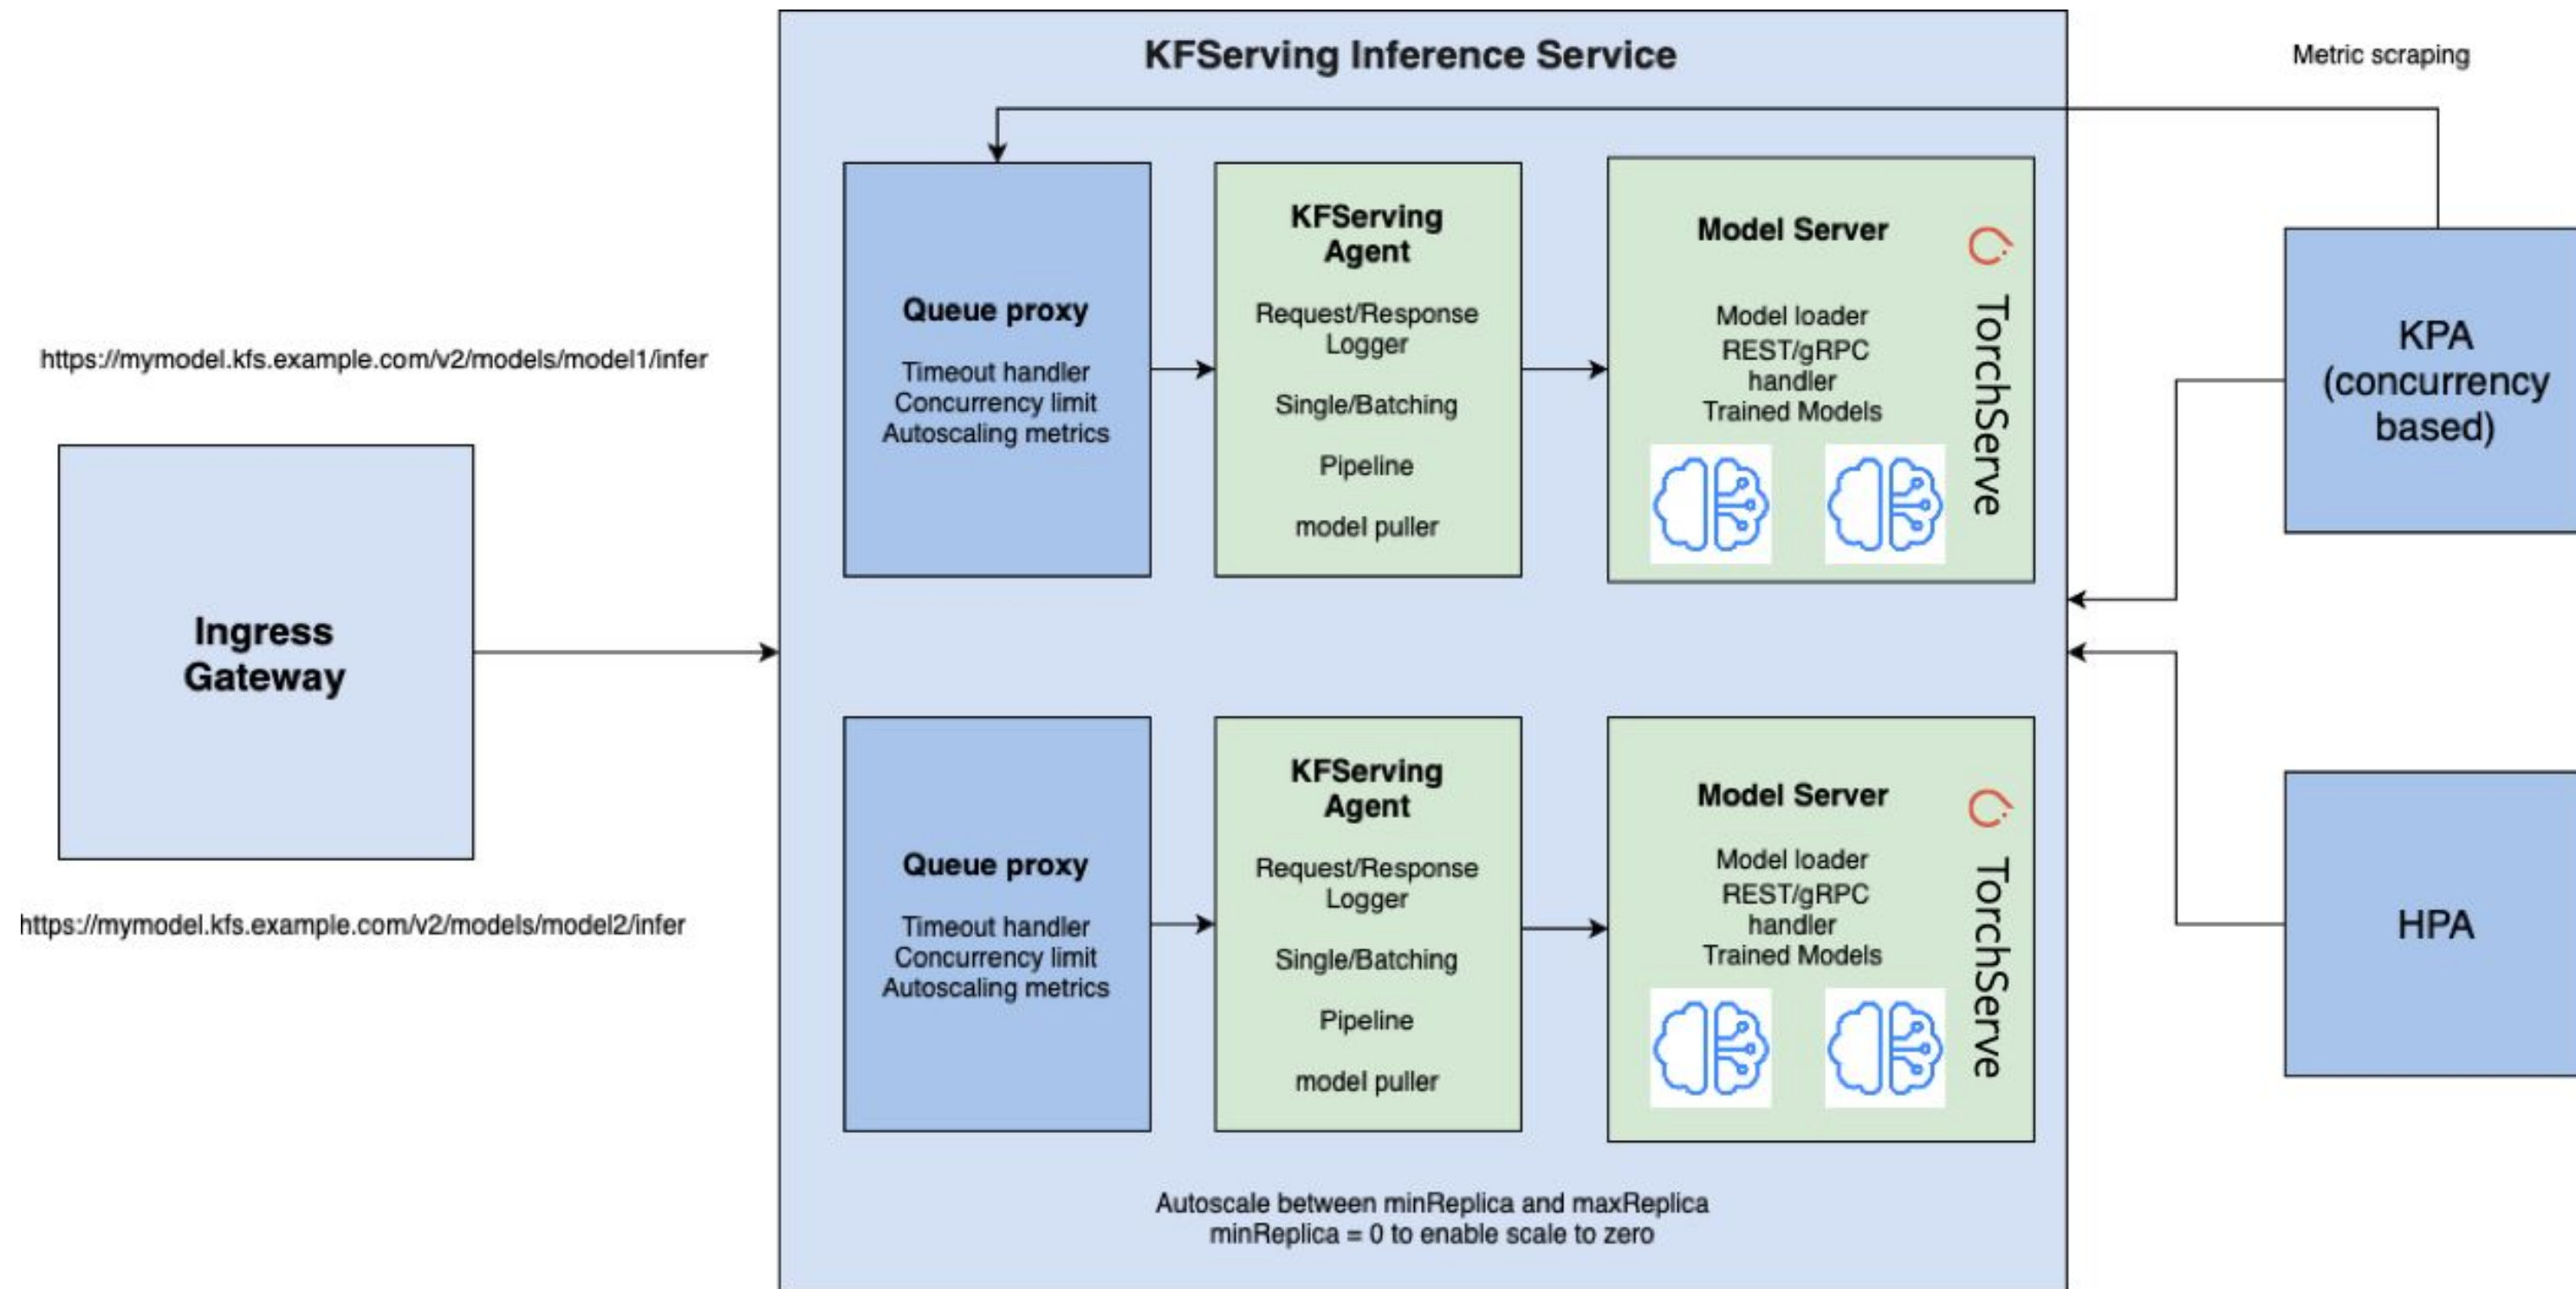 KFServing Inference Service
Metric scraping
https://mymodel.kfs.example.com/v2/models/model1/infer
Ingress
Gateway
https://mymodel.kfs.example.com/v2/models/model2/infer
Queue proxy
Timeout handler
Concurrency limit
Autoscaling metrics
KFServing
Agent
Request/Response
Logger
Single/Batching
Pipeline
model puller
Model Server
Model loader
REST/gRPC
handler
Trained Models
TorchServe
KPA
(concurrency
based)
Queue proxy
Timeout handler
Concurrency limit
Autoscaling metrics
KFServing
Agent
Request/Response
Logger
Single/Batching
Pipeline
model puller
Model Server
Model loader
REST/gRPC
handler
Trained Models
TorchServe
HPA
Autoscale between minReplica and maxReplica
minReplica = 0 to enable scale to zero